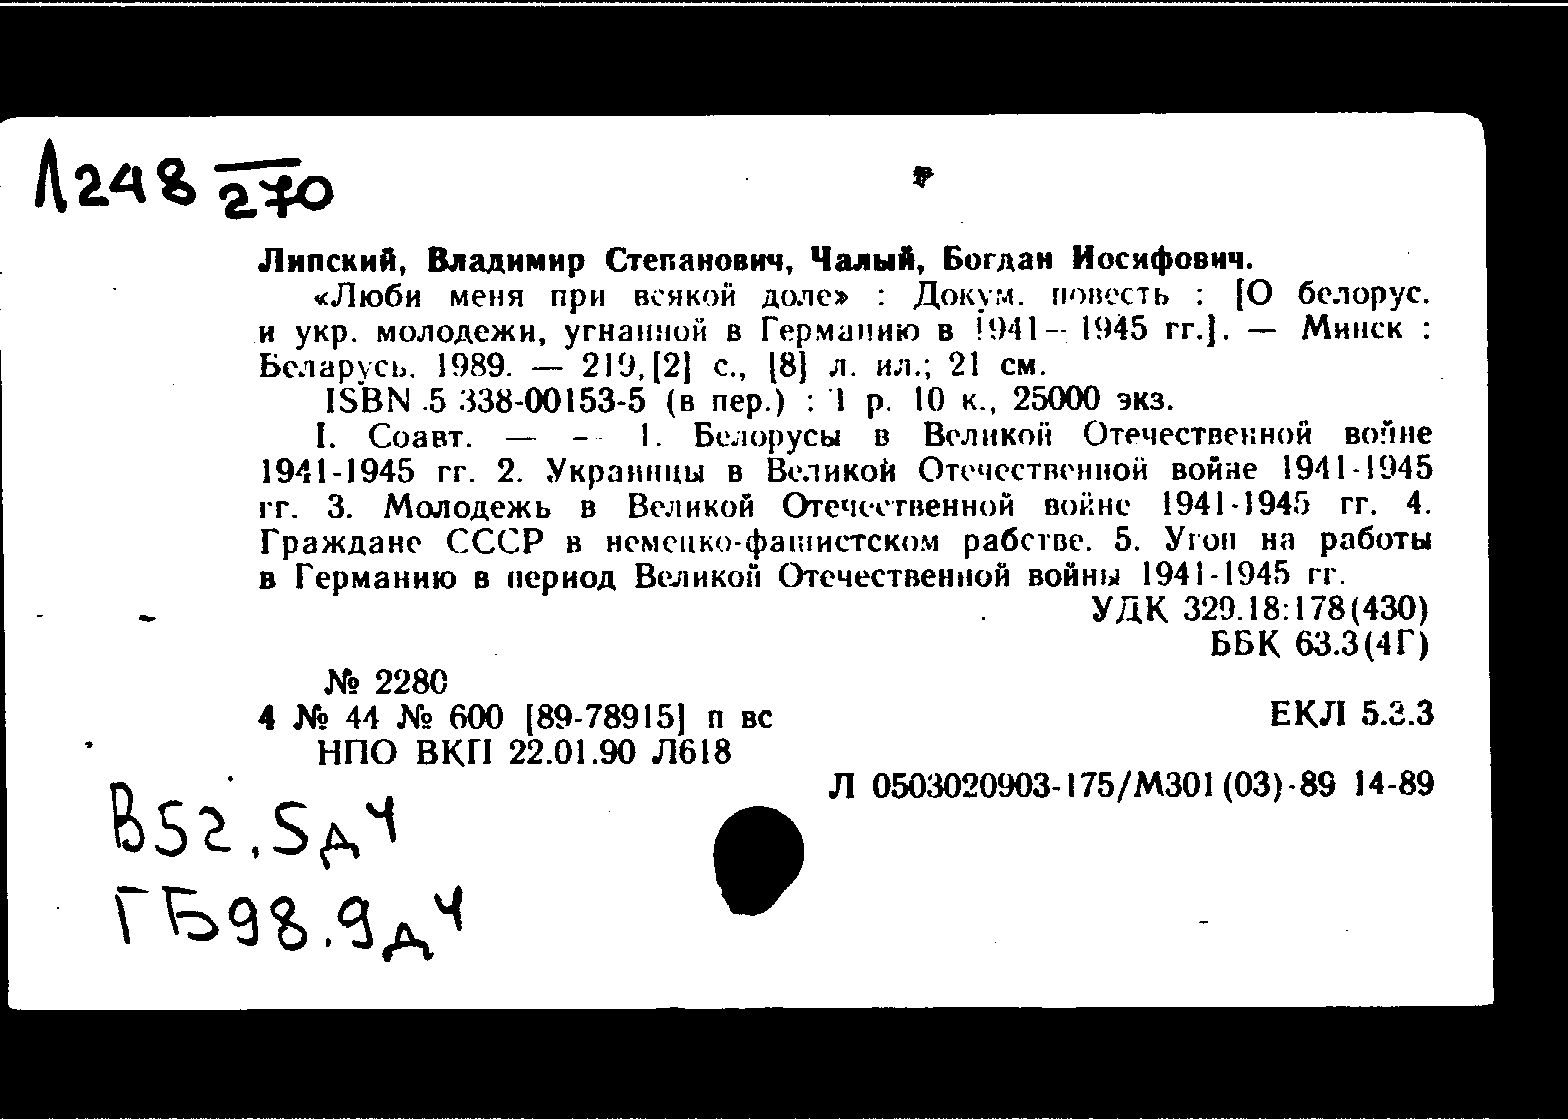 Л248 270
Липский, Владимир Степанович, Чалый, Богдан Иосифович.
«Люби меня при всякой доле» : Докум. повесть : [О белорус.
и укр. молодежи, угнанной в Германию в 1941—1945 гг.]. — Минск :
Беларусь. 1989. — 219,[2] с., [8] л. ил.; 21 см.
ISBN 5 338-00153-5 (в пер.) : 1 р. 10 к., 25000 экз.
I. Соавт. — — 1. Белорусы в Великой Отечественной войне
1941-1945 гг. 2. Украинцы в Великой Отечественной войне 1941-1945
гг. 3. Молодежь в Великой Отечественной войне 1941-1945 гг. 4.
Граждане СССР в немецко-фашистском рабстве. 5. Угон на работы
в Германию в период Великой Отечественной войны 1941-1945 гг.
УДК 329.18:178(430)
ББК 63.3(4Г)
№ 2280
4 № 44 № 600 [89-78915] п вс
ЕКЛ 5.3.3
НПО ВКП 22.01.90 Л618
Л 0503020903-175/М301(03)-89 14-89
В52.5д4
ГБ98.9д4